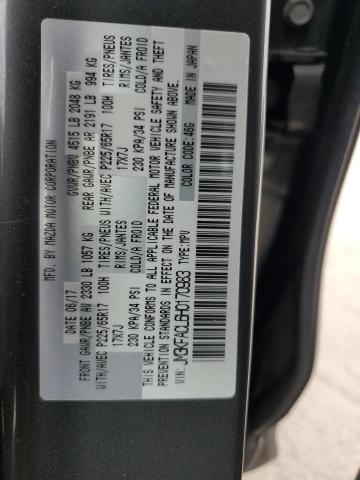 MFD. BY MAZDA MOTOR CORPORATION
DATE 06/17 GVWR/PNBV 4515 LB 2048 KG
FRONT GAWR/PNBE AV 2330 LB 1057 KG REAR GAWR/PNBE AR 2191 LB 994 KG
WITH/AVEC P225/65R17 100H TIRES/PNEUS WITH/AVEC P225/65R17 100H TIRES/PNEUS
17X7J RIMS/JANTES 17X7J RIMS/JANTES
230 KPA/34 PSI COLD/A FROID 230 KPA/34 PSI COLD/A FROID
THIS VEHICLE CONFORMS TO ALL APPLICABLE FEDERAL MOTOR VEHICLE SAFETY AND THEFT
PREVENTION STANDARDS IN EFFECT ON THE DATE OF MANUFACTURE SHOWN ABOVE.
VIN: JM3KFACL6H0170983 TYPE: MPV COLOR: 46G MADE IN JAPAN